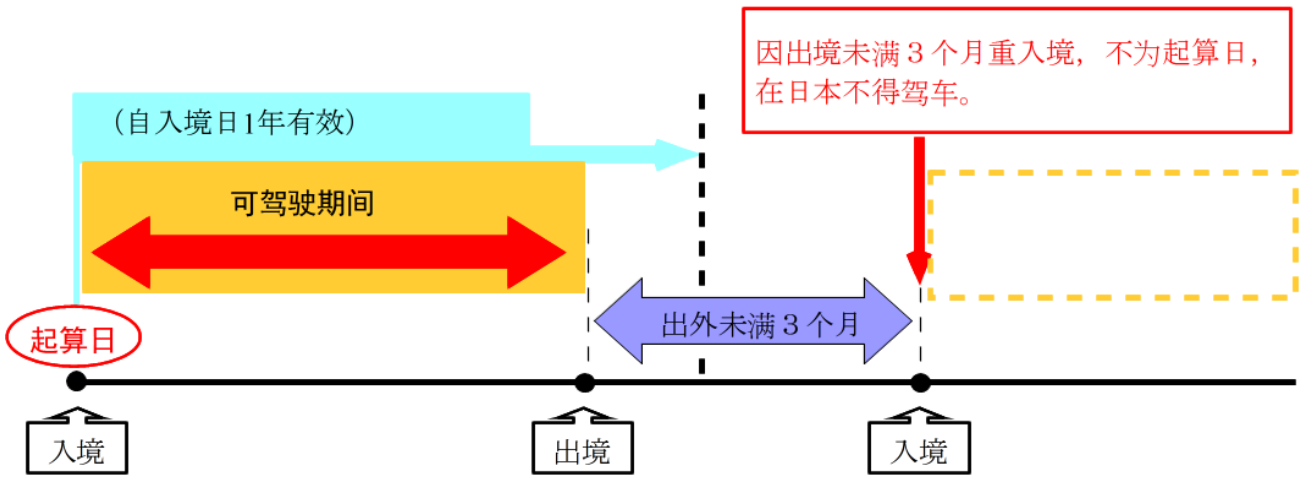 因出境未满３个月重入境，不为起算日，
在日本不得驾车。
（自入境日1年有效）
可驾驶期间
出外未满３个月
起算日
入境
出境
入境